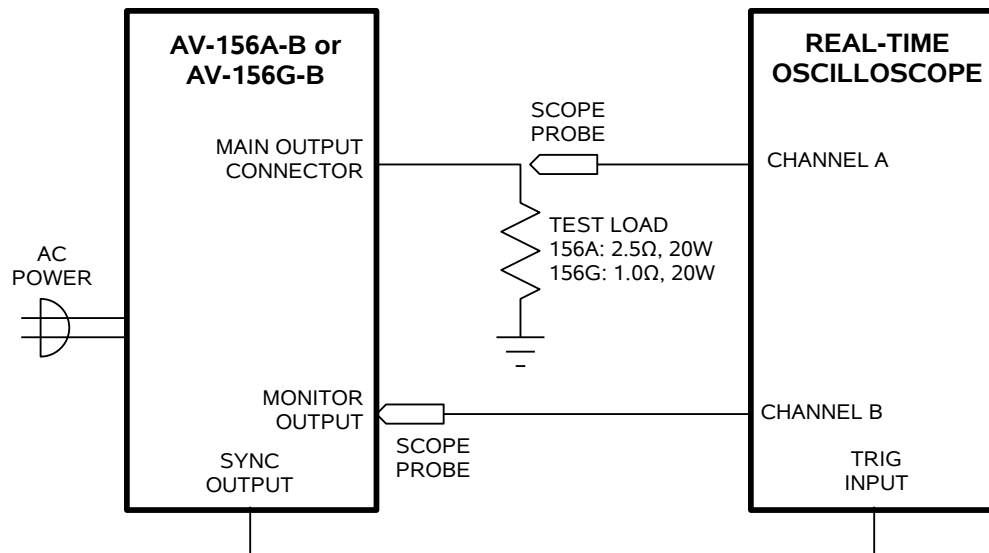 AV-156A-B or
AV-156G-B
REAL-TIME
OSCILLOSCOPE
SCOPE
PROBE
MAIN OUTPUT
CONNECTOR
CHANNEL A
TEST LOAD
156A: 2.5Ω, 20W
156G: 1.0Ω, 20W
AC
POWER
MONITOR
OUTPUT
CHANNEL B
SCOPE
PROBE
SYNC
OUTPUT
TRIG
INPUT